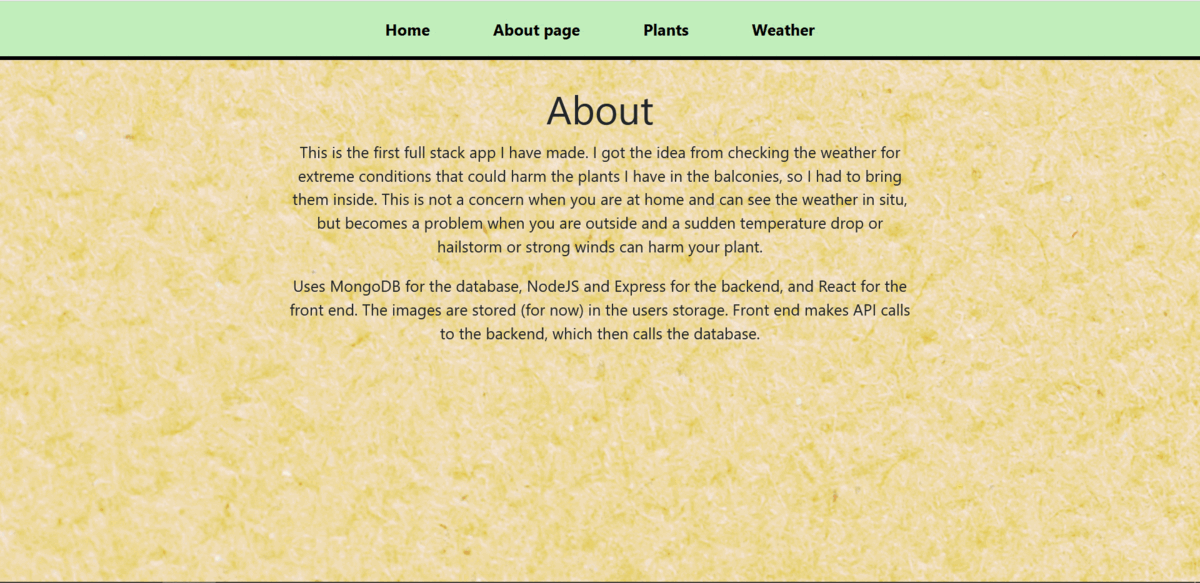 Home About page Plants Weather
About
This is the first full stack app I have made. I got the idea from checking the weather for
extreme conditions that could harm the plants I have in the balconies, so I had to bring
them inside. This is not a concern when you are at home and can see the weather in situ,
but becomes a problem when you are outside and a sudden temperature drop or
hailstorm or strong winds can harm your plant.
Uses MongoDB for the database, NodeJS and Express for the backend, and React for the
front end. The images are stored (for now) in the users storage. Front end makes API calls
to the backend, which then calls the database.